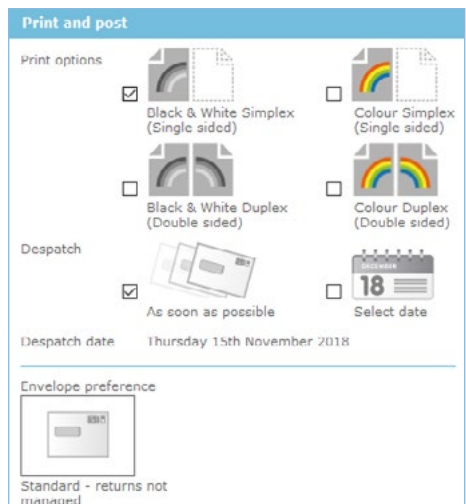 Print and post
Print options
Black & White Simplex
(Single sided)
Colour Simplex
(Single sided)
Black & White Duplex
(Double sided)
Colour Duplex
(Double sided)
Despatch
DECEMBER
18
As soon as possible
Select date
Despatch date Thursday 15th November 2018
Envelope preference
Standard - returns not
managed